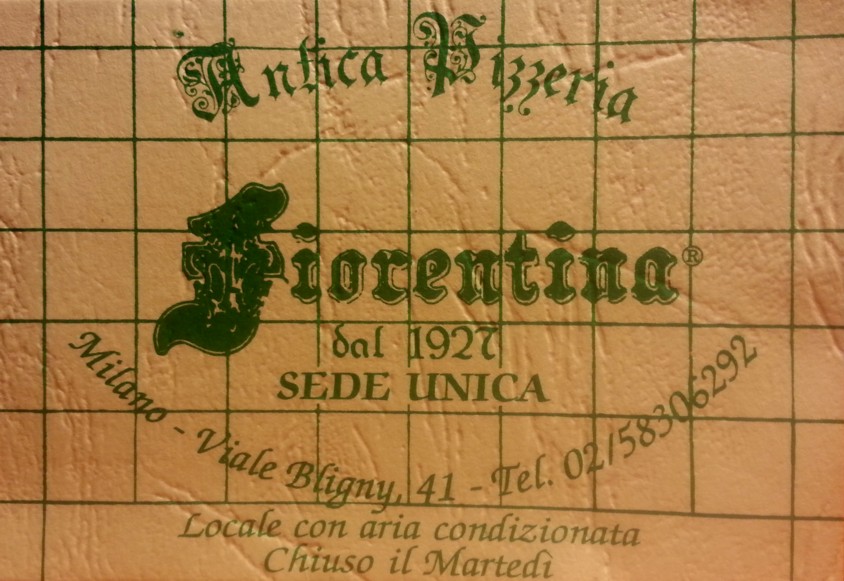 Antica Pizzeria
Fiorentina®
dal 1927
SEDE UNICA
Milano - Viale Bligny, 41 - Tel. 02/58306292
Locale con aria condizionata
Chiuso il Martedì